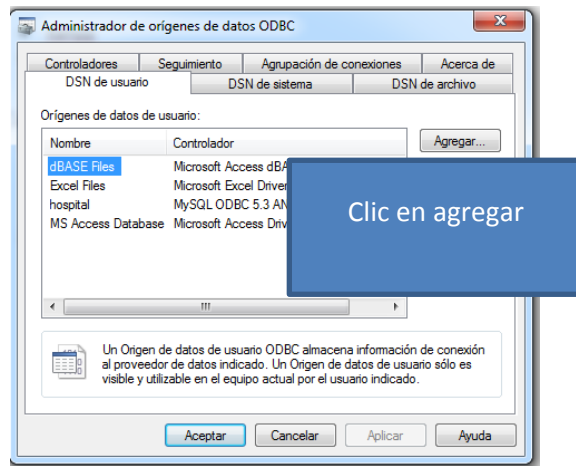 Administrador de orígenes de datos ODBC
Controladores Seguimiento Agrupación de conexiones Acerca de
DSN de usuario DSN de sistema DSN de archivo
Orígenes de datos de usuario:
Nombre Controlador Agregar...
dBASE Files Microsoft Access dBA
Excel Files Microsoft Excel Driver
hospital MySQL ODBC 5.3 AN
MS Access Database Microsoft Access Driv
Clic en agregar
Un Origen de datos de usuario ODBC almacena información de conexión
al proveedor de datos indicado. Un Origen de datos de usuario sólo es
visible y utilizable en el equipo actual por el usuario indicado.
Aceptar Cancelar Aplicar Ayuda